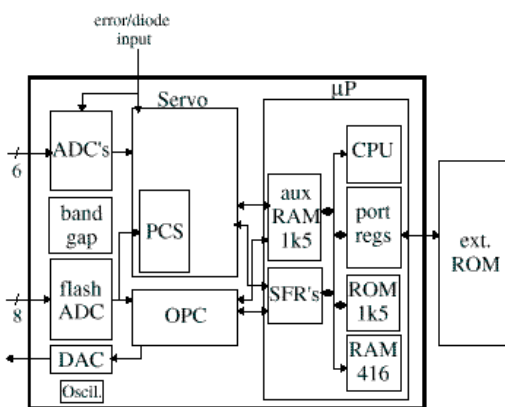 error/diode
input
Servo
μP
ADC's
6
CPU
band
gap
PCS
aux
RAM
1k5
port
regs
ext.
ROM
flash
ADC
8
OPC
SFR's
ROM
1k5
DAC
RAM
416
Oscil.